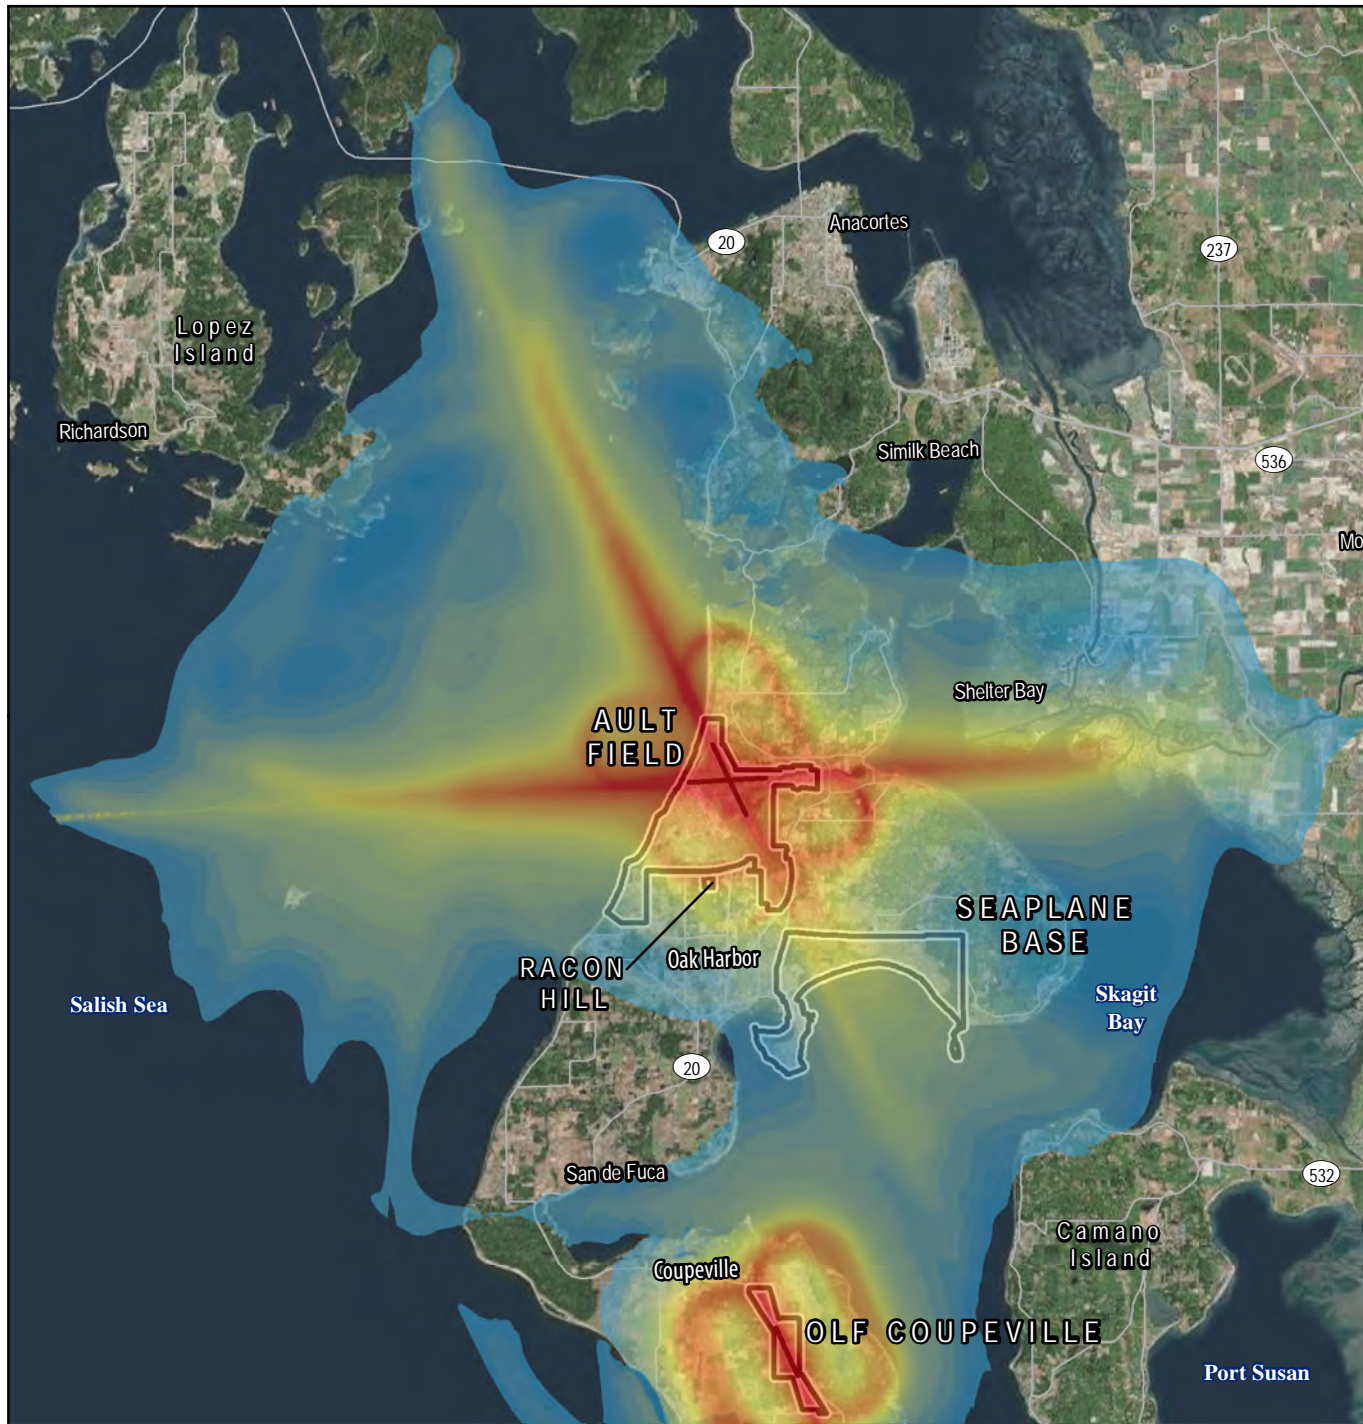 Anacortes
20
237
Lopez
Island
Richardson
Similk Beach
536
Mo
Shelter Bay
AULT
FIELD
SEAPLANE
BASE
RACON
HILL
Oak Harbor
Salish Sea
Skagit
Bay
20
San de Fuca
532
Camano
Island
Coupeville
OLF COUPEVILLE
Port Susan